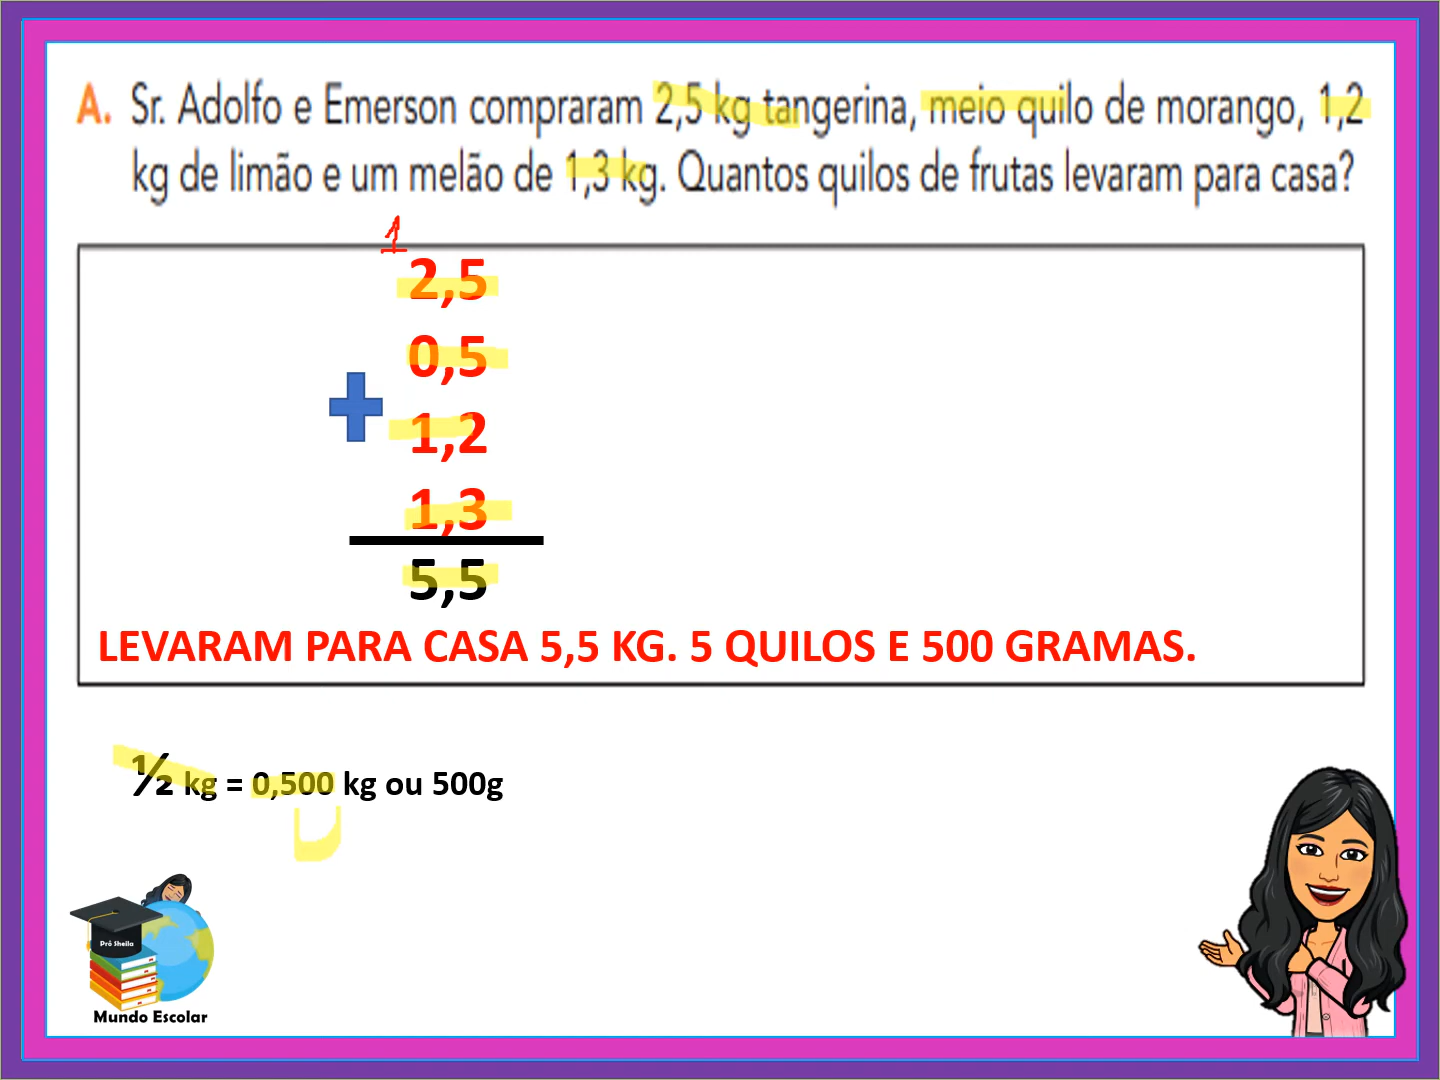 A. Sr. Adolfo e Emerson compraram 2,5 kg tangerina, meio quilo de morango, 1,2
kg de limão e um melão de 1,3 kg. Quantos quilos de frutas levaram para casa?
1
2,5
0,5
1,2
1,3
5,5
LEVARAM PARA CASA 5,5 KG. 5 QUILOS E 500 GRAMAS.
½ kg = 0,500 kg ou 500g
Pró Sheila
Mundo Escolar